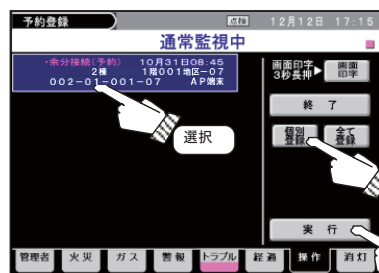 予約登録 点検 12月12日 17:15
通常監視中
・余分接続(予約) 10月31日08:45
2棟 1階001地区-07
002-01-001-07 AP端末
画面印字▶
3秒長押
画面
印字
選択
終 了
個別
登録
全て
登録
実 行
管理者 火災 ガス 警報 トラブル 経過 操作 消灯